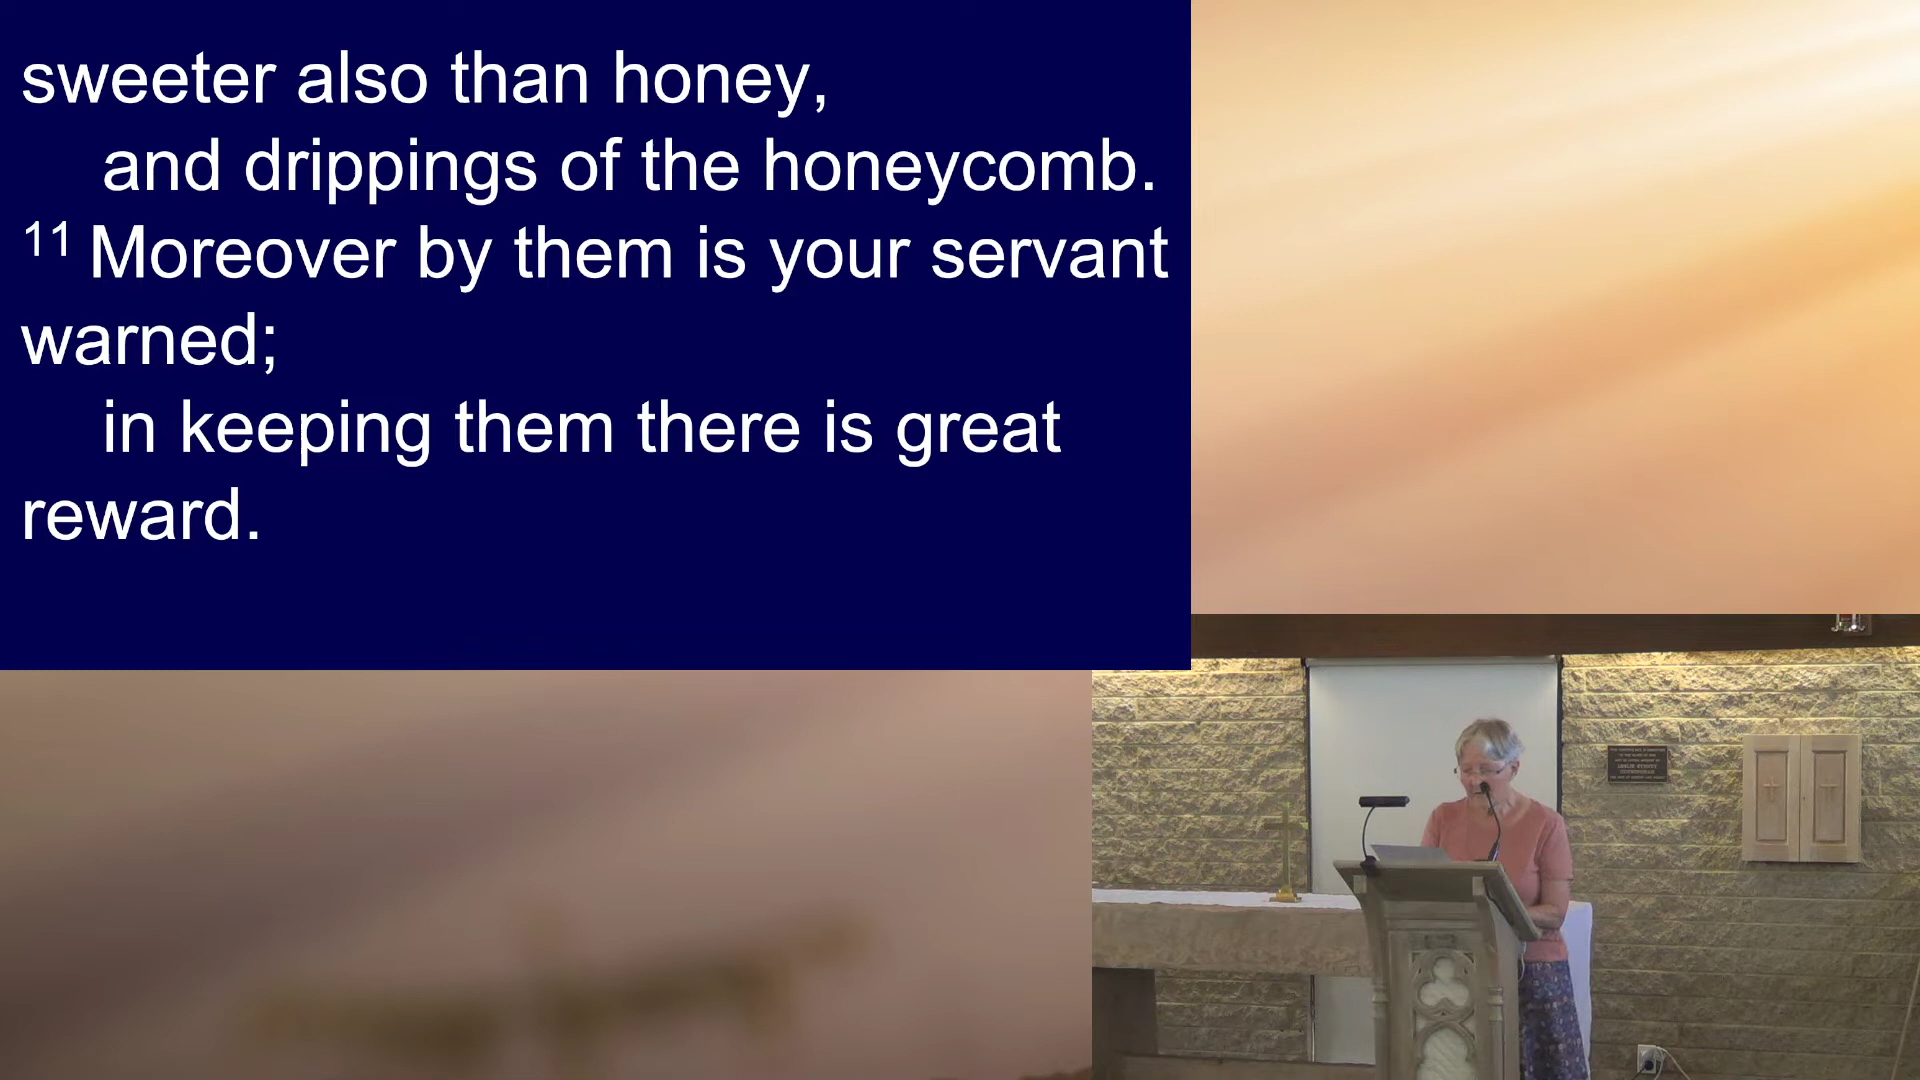 sweeter also than honey,
and drippings of the honeycomb.
11 Moreover by them is your servant
warned;
in keeping them there is great
reward.